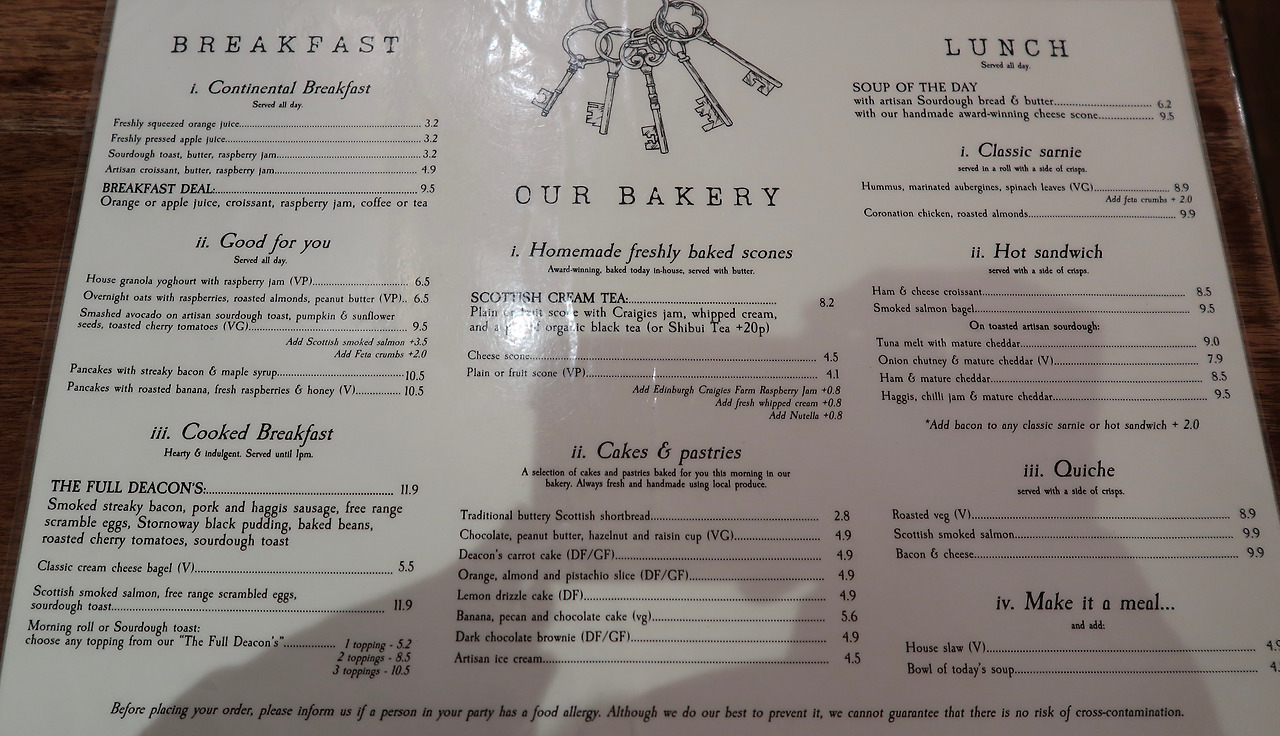 BREAKFAST
i. Continental Breakfast
Served all day.
Freshly squeezed orange juice 3.2
Freshly pressed apple juice 3.2
Sourdough toast, butter, raspberry jam 3.2
Artisan croissant, butter, raspberry jam 4.9
BREAKFAST DEAL: 9.5
Orange or apple juice, croissant, raspberry jam, coffee or tea
ii. Good for you
Served all day.
House granola yoghourt with raspberry jam (VP) 6.5
Overnight oats with raspberries, roasted almonds, peanut butter (VP) 6.5
Smashed avocado on artisan sourdough toast, pumpkin & sunflower
seeds, toasted cherry tomatoes (VG) 9.5
Add Scottish smoked salmon +3.5
Add Feta crumbs +2.0
Pancakes with streaky bacon & maple syrup 10.5
Pancakes with roasted banana, fresh raspberries & honey (V) 10.5
iii. Cooked Breakfast
Hearty & indulgent. Served until 1pm.
THE FULL DEACON'S: 11.9
Smoked streaky bacon, pork and haggis sausage, free range
scramble eggs, Stornoway black pudding, baked beans,
roasted cherry tomatoes, sourdough toast
Classic cream cheese bagel (V) 5.5
Scottish smoked salmon, free range scrambled eggs,
sourdough toast 11.9
Morning roll or Sourdough toast:
choose any topping from our "The Full Deacon's" 1 topping - 5.2
2 toppings - 8.5
3 toppings - 10.5
OUR BAKERY
i. Homemade freshly baked scones
Award-winning, baked today in-house, served with butter.
SCOTTISH CREAM TEA: 8.2
Plain or fruit scone with Craigies jam, whipped cream,
and a organic black tea (or Shibui Tea +20p)
Cheese scone 4.5
Plain or fruit scone (VP) 4.1
Add Edinburgh Craigies Farm Raspberry Jam +0.8
Add fresh whipped cream +0.8
Add Nutella +0.8
ii. Cakes & pastries
A selection of cakes and pastries baked for you this morning in our
bakery. Always fresh and handmade using local produce.
Traditional buttery Scottish shortbread 2.8
Chocolate, peanut butter, hazelnut and raisin cup (VG) 4.9
Deacon's carrot cake (DF/GF) 4.9
Orange, almond and pistachio slice (DF/GF) 4.9
Lemon drizzle cake (DF) 4.9
Banana, pecan and chocolate cake (vg) 5.6
Dark chocolate brownie (DF/GF) 4.9
Artisan ice cream 4.5
LUNCH
Served all day.
SOUP OF THE DAY
with artisan Sourdough bread & butter 6.2
with our handmade award-winning cheese scone 9.5
i. Classic sarnie
served in a roll with a side of crisps.
Hummus, marinated aubergines, spinach leaves (VG) 8.9
Add feta crumbs + 2.0
Coronation chicken, roasted almonds 9.9
ii. Hot sandwich
served with a side of crisps.
Ham & cheese croissant 8.5
Smoked salmon bagel 9.5
On toasted artisan sourdough:
Tuna melt with mature cheddar 9.0
Onion chutney & mature cheddar (V) 7.9
Ham & mature cheddar 8.5
Haggis, chilli jam & mature cheddar 9.5
*Add bacon to any classic sarnie or hot sandwich + 2.0
iii. Quiche
served with a side of crisps.
Roasted veg (V) 8.9
Scottish smoked salmon 9.9
Bacon & cheese 9.9
iv. Make it a meal...
and add:
House slaw (V)
Bowl of today's soup
Before placing your order, please inform us if a person in your party has a food allergy. Although we do our best to prevent it, we cannot guarantee that there is no risk of cross-contamination.